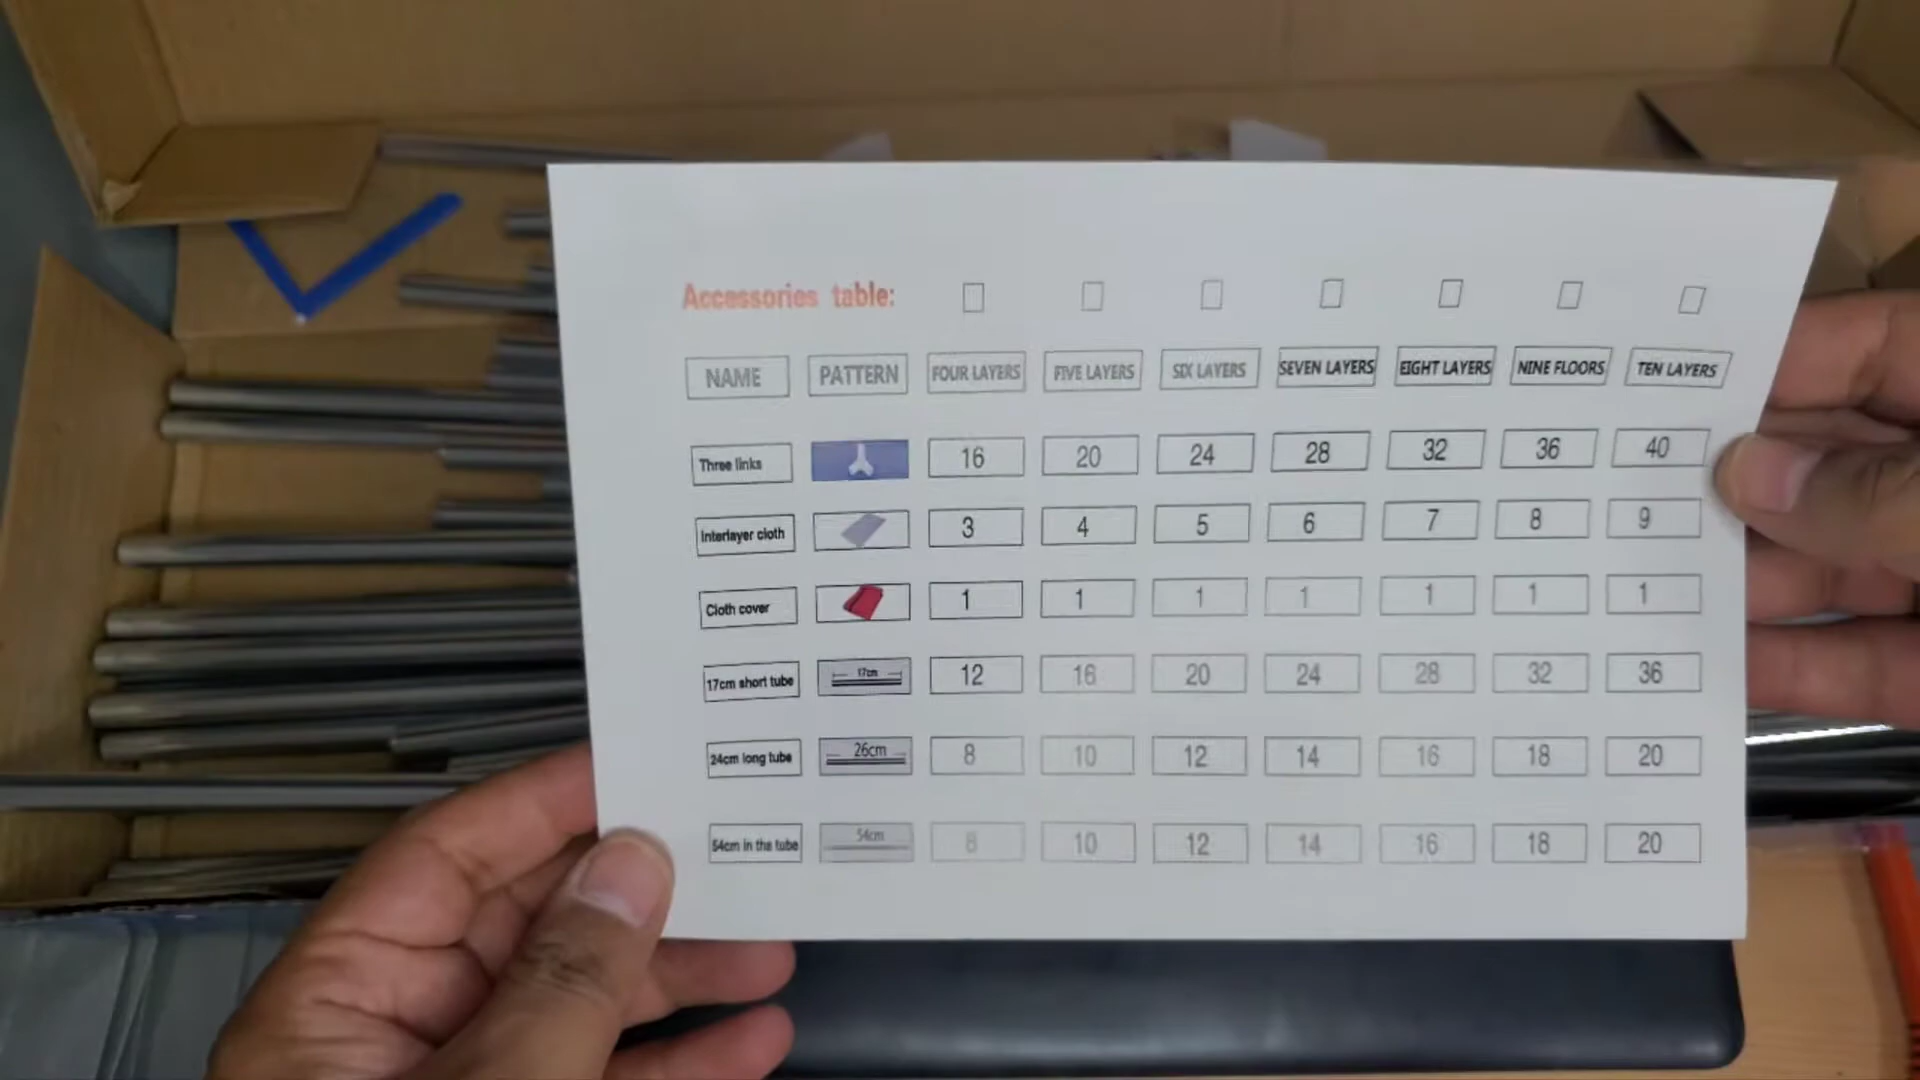 Accessories table:
NAME PATTERN FOUR LAYERS FIVE LAYERS SIX LAYERS SEVEN LAYERS EIGHT LAYERS NINE FLOORS TEN LAYERS
Three links 16 20 24 28 32 36 40
Interlayer cloth 3 4 5 6 7 8 9
Cloth cover 1 1 1 1 1 1 1
17cm short tube 17cm 12 16 20 24 28 32 36
24cm long tube 26cm 8 10 12 14 16 18 20
54cm in the tube 54cm 8 10 12 14 16 18 20